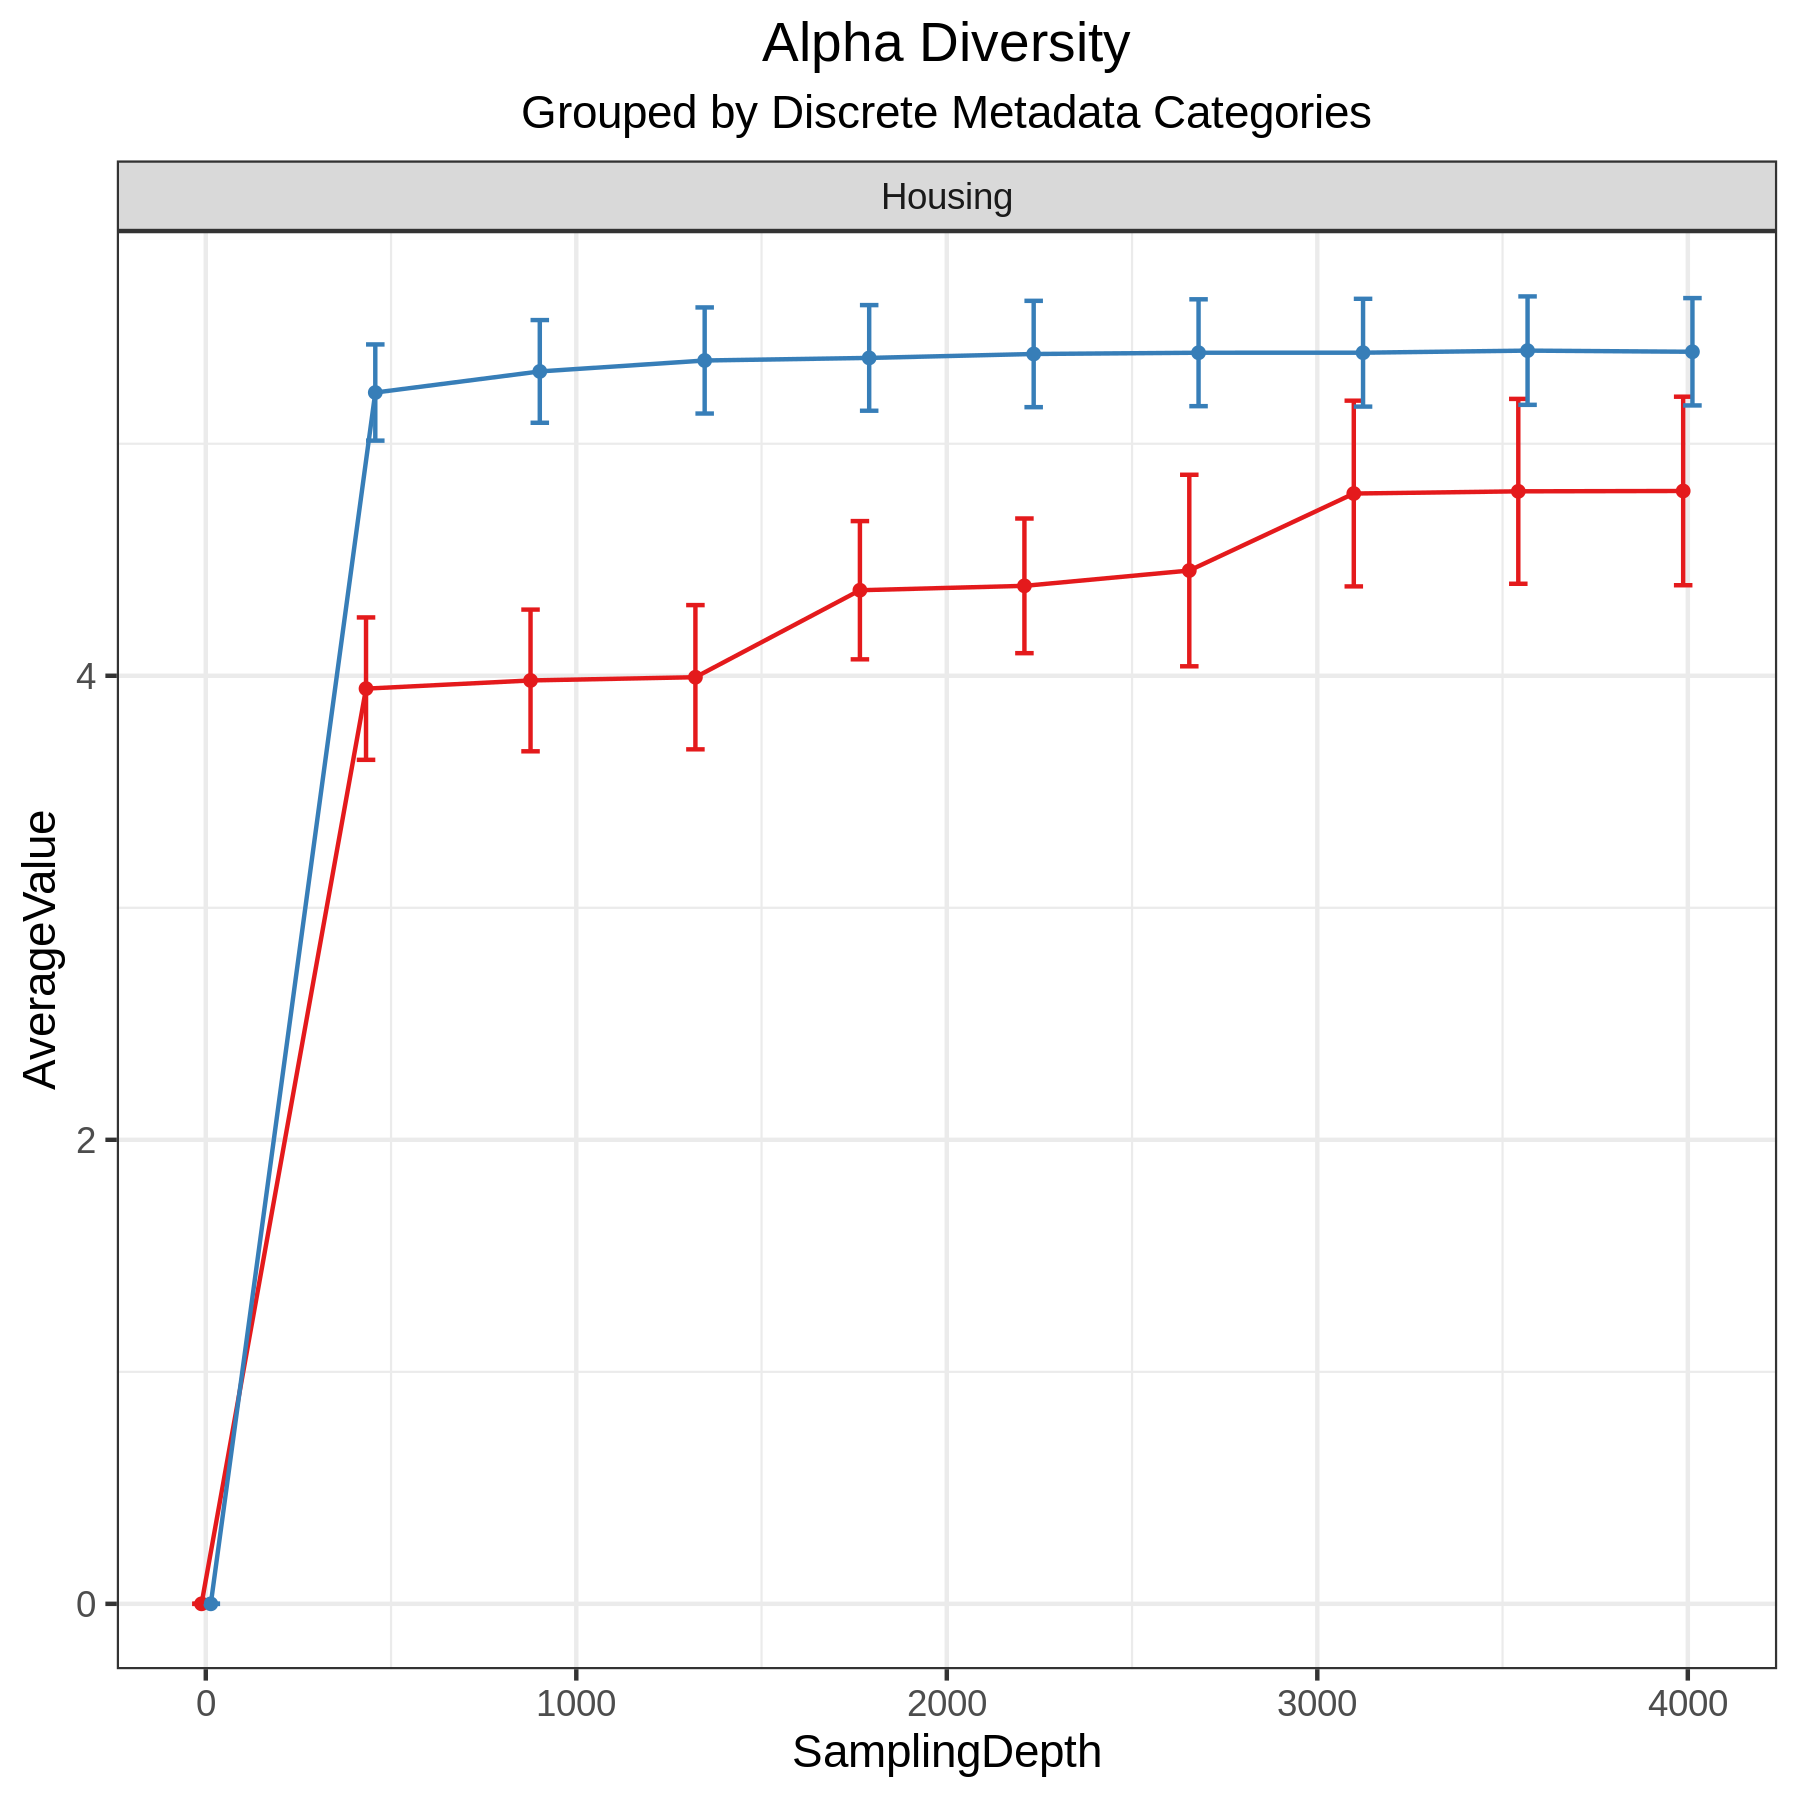 Alpha Diversity
Grouped by Discrete Metadata Categories
Housing
AverageValue
4
2
0
0 1000 2000 3000 4000
SamplingDepth